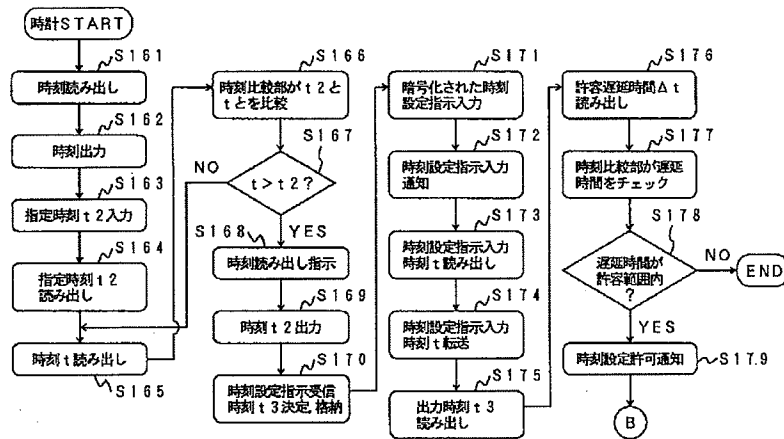 時計START
S161
時刻読み出し
S162
時刻出力
S163
指定時刻t2入力
S164
指定時刻t2
読み出し
時刻t読み出し
S165
S166
時刻比較部がt2と
tとを比較
S167
NO
t>t2?
YES
S168
時刻読み出し指示
S169
時刻t2出力
S170
時刻設定指示受信
時刻t3決定,格納
S171
暗号化された時刻
設定指示入力
S172
時刻設定指示入力
通知
S173
時刻設定指示入力
時刻t読み出し
S174
時刻設定指示入力
時刻t転送
S175
出力時刻t3
読み出し
S176
許容遅延時間Δt
読み出し
S177
時刻比較部が遅延
時間をチェック
S178
遅延時間が
許容範囲内
?
NO
END
YES
時刻設定許可通知
S17.9
B